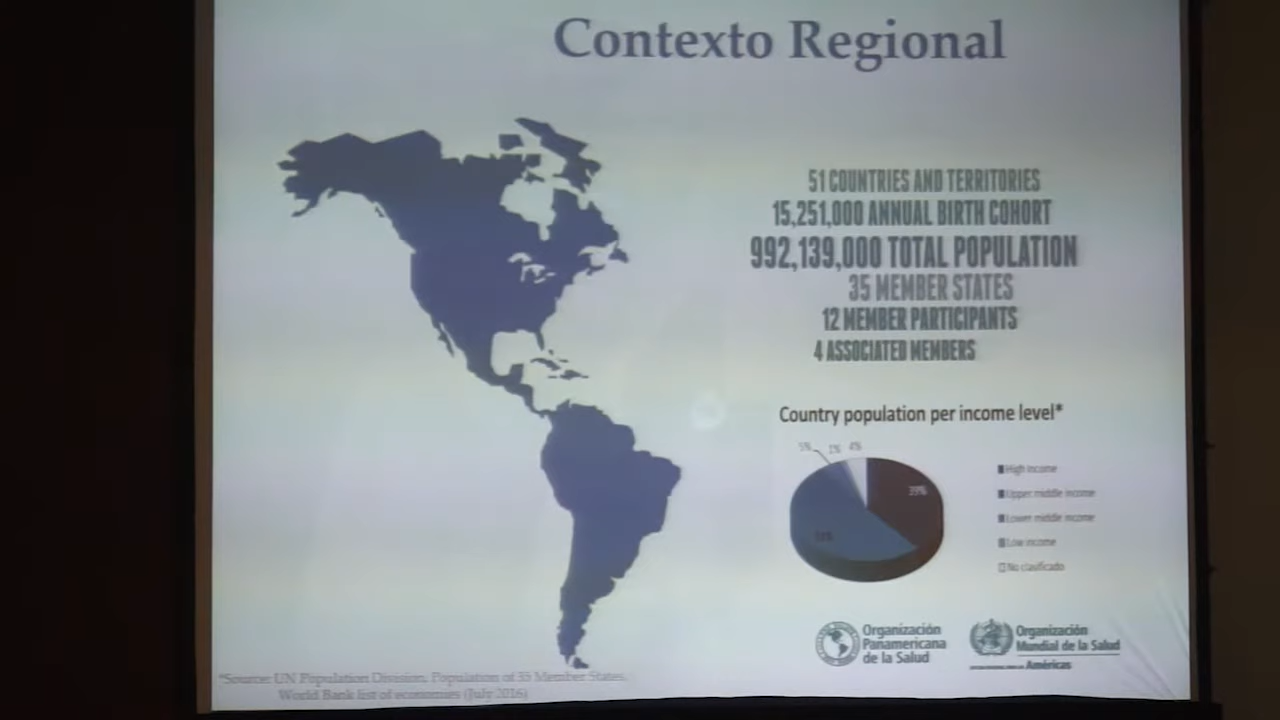 Contexto Regional
51 COUNTRIES AND TERRITORIES
15,251,000 ANNUAL BIRTH COHORT
992,139,000 TOTAL POPULATION
35 MEMBER STATES
12 MEMBER PARTICIPANTS
4 ASSOCIATED MEMBERS
Country population per income level*
5% 1% 4%
39%
High income
Upper middle income
Lower middle income
Low income
No clasificado
Organización
Panamericana
de la Salud
Organización
Mundial de la Salud
Américas
*Source: UN Population Division, Population of 35 Member States.
World Bank list of economies (July 2016)